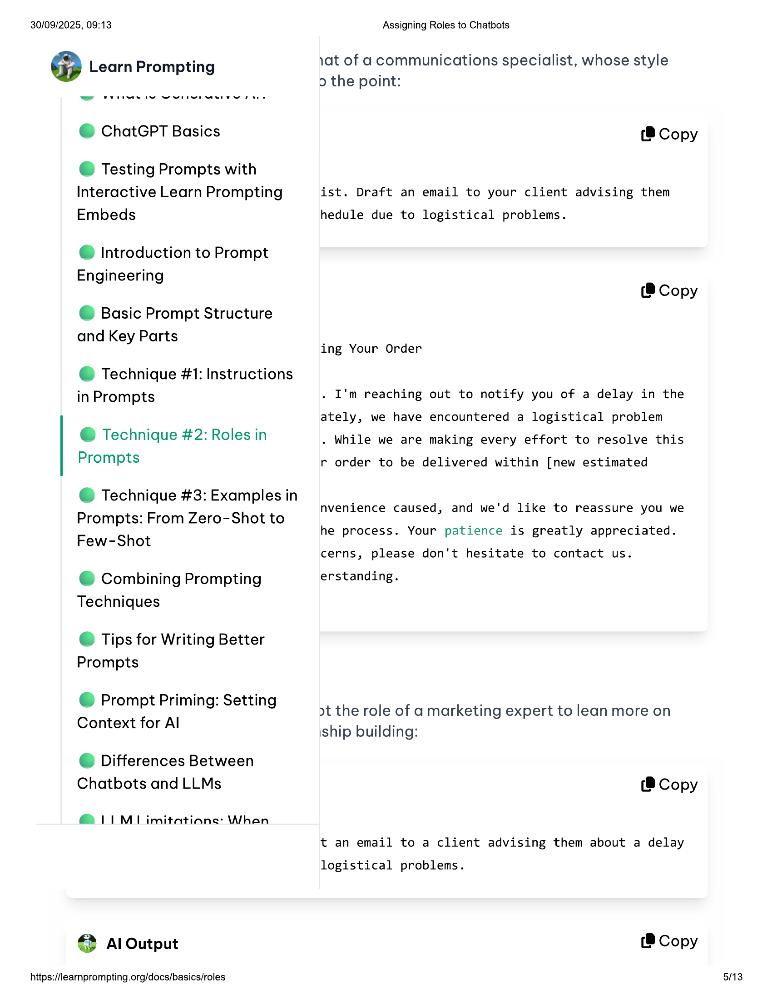 30/09/2025, 09:13
Assigning Roles to Chatbots
Learn Prompting
What is Generative AI?
ChatGPT Basics
Testing Prompts with
Interactive Learn Prompting
Embeds
Introduction to Prompt
Engineering
Basic Prompt Structure
and Key Parts
Technique #1: Instructions
in Prompts
Technique #2: Roles in
Prompts
Technique #3: Examples in
Prompts: From Zero-Shot to
Few-Shot
Combining Prompting
Techniques
Tips for Writing Better
Prompts
Prompt Priming: Setting
Context for AI
Differences Between
Chatbots and LLMs
LLM Limitations: When
hat of a communications specialist, whose style
o the point:
Copy
ist. Draft an email to your client advising them
hedule due to logistical problems.
Copy
ing Your Order
. I'm reaching out to notify you of a delay in the
ately, we have encountered a logistical problem
. While we are making every effort to resolve this
r order to be delivered within [new estimated
nvenience caused, and we'd like to reassure you we
he process. Your patience is greatly appreciated.
cerns, please don't hesitate to contact us.
erstanding.
ot the role of a marketing expert to lean more on
ship building:
Copy
t an email to a client advising them about a delay
logistical problems.
AI Output
Copy
https://learnprompting.org/docs/basics/roles
5/13